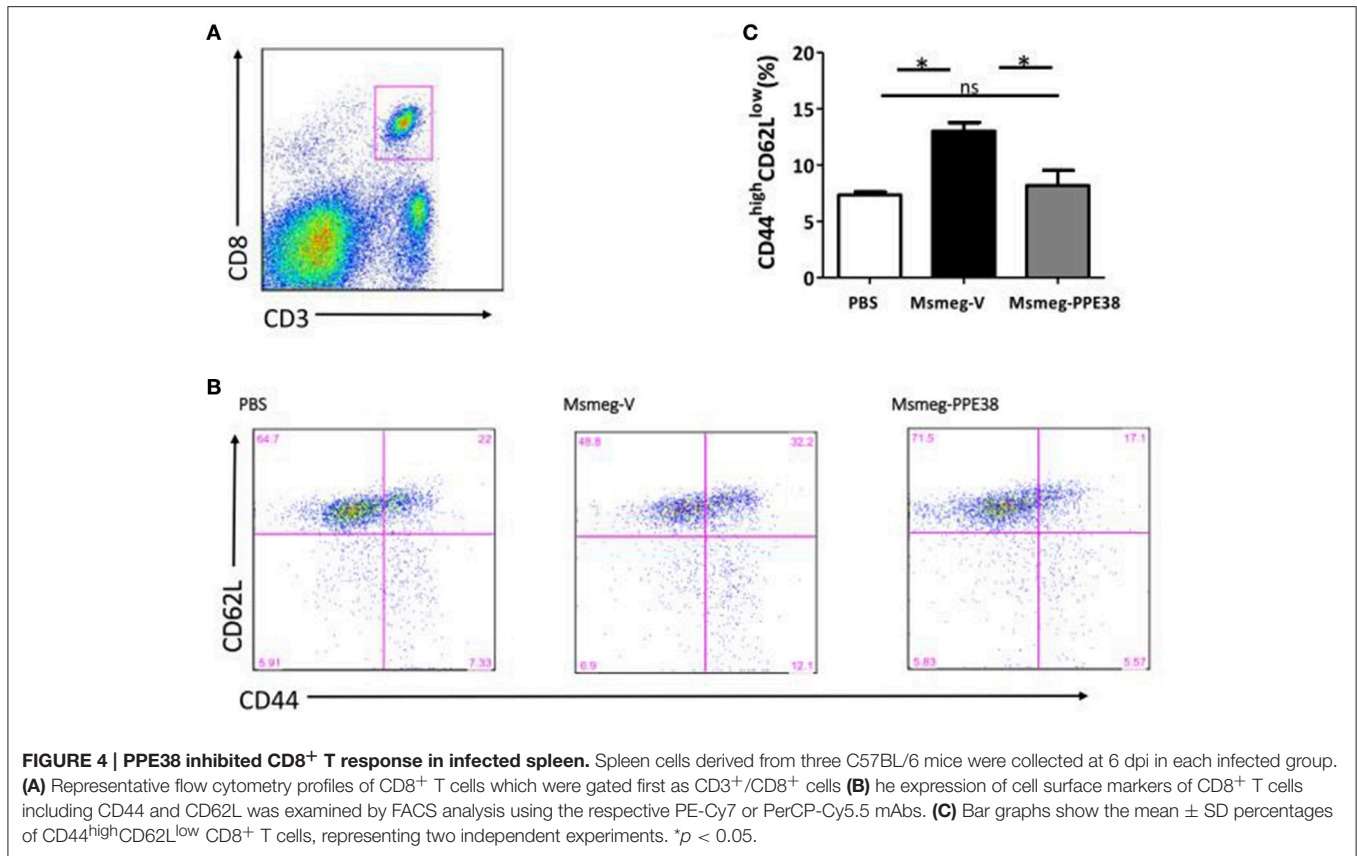 A
CD8
CD3
C
CD44highCD62Llow(%)
20
15
10
5
0
*
*
ns
PBS
Msmeg-V
Msmeg-PPE38
B
PBS
Msmeg-V
Msmeg-PPE38
CD62L
64.7
22
5.91
7.33
48.8
32.2
6.9
12.1
71.5
17.1
5.83
5.57
CD44
FIGURE 4 | PPE38 inhibited CD8+ T response in infected spleen. Spleen cells derived from three C57BL/6 mice were collected at 6 dpi in each infected group.
(A) Representative flow cytometry profiles of CD8+ T cells which were gated first as CD3+/CD8+ cells (B) he expression of cell surface markers of CD8+ T cells
including CD44 and CD62L was examined by FACS analysis using the respective PE-Cy7 or PerCP-Cy5.5 mAbs. (C) Bar graphs show the mean ± SD percentages
of CD44highCD62Llow CD8+ T cells, representing two independent experiments. *p < 0.05.